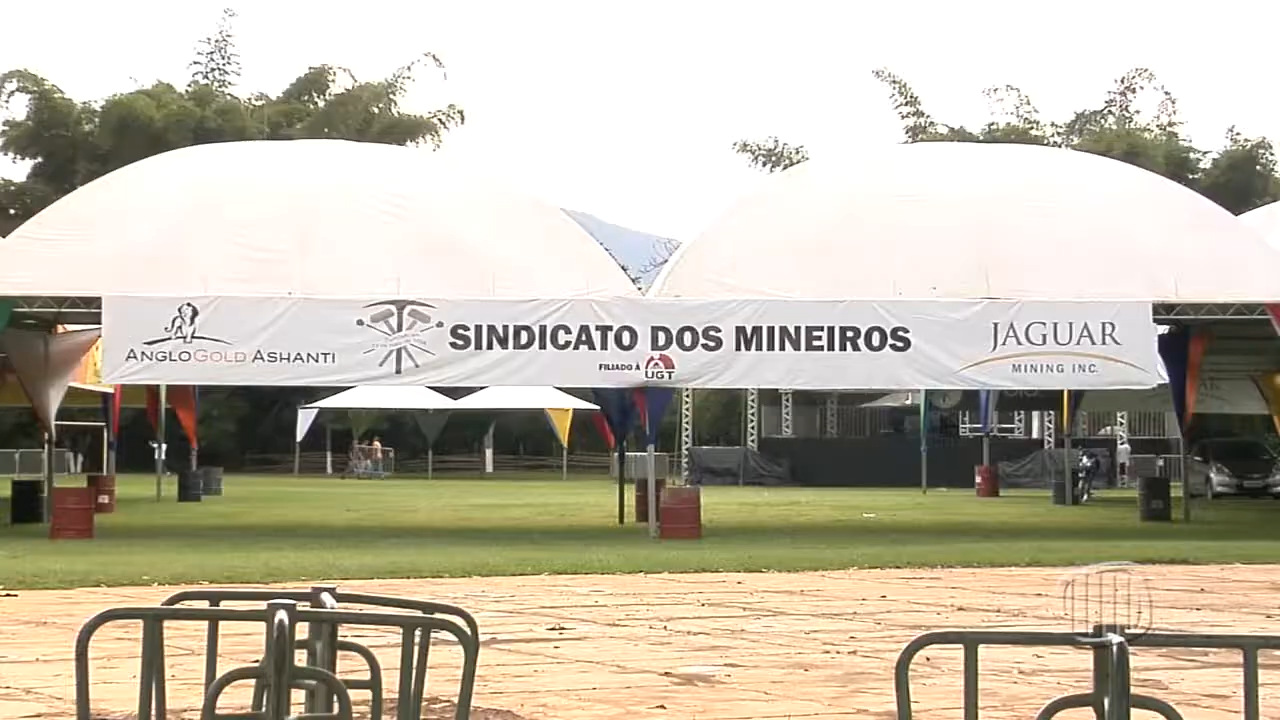 ANGLOGOLD ASHANTI
SINDICATO DOS MINEIROS
FILIADO À UGT
JAGUAR
MINING INC.